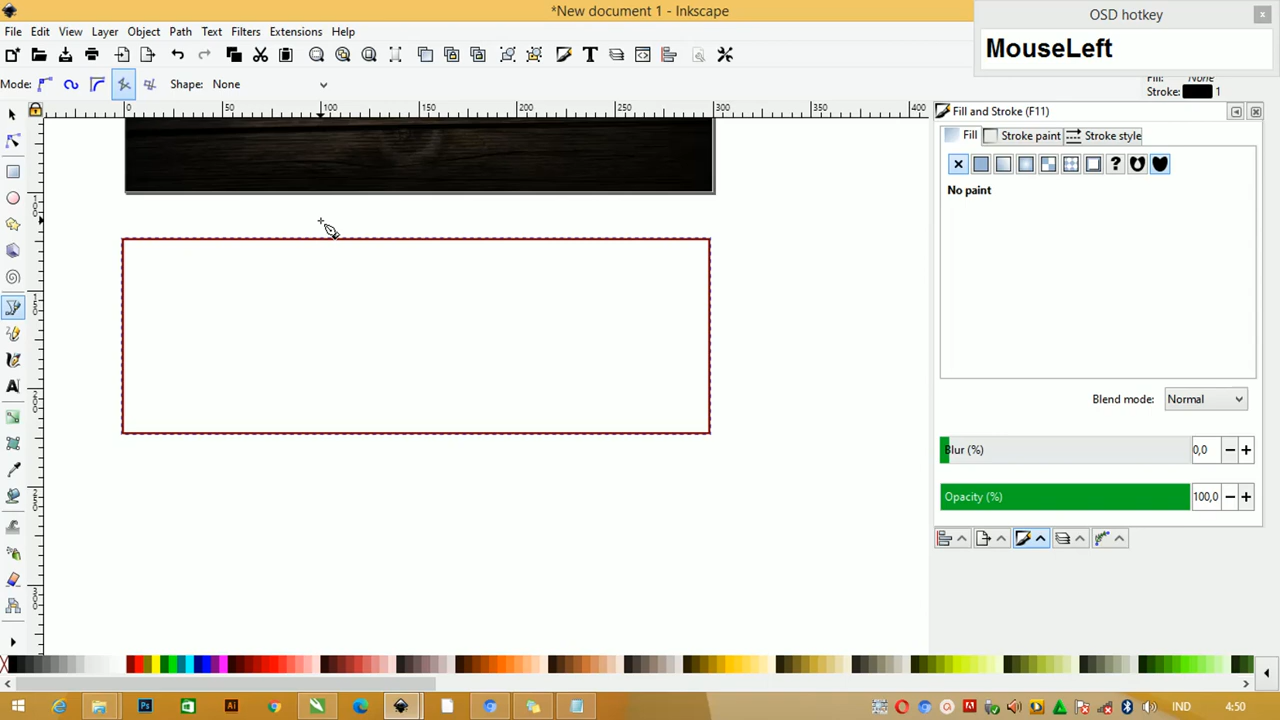 *New document 1 - Inkscape
OSD hotkey
x
MouseLeft
File Edit View Layer Object Path Text Filters Extensions Help
Mode: Shape: None
Fill: None
Stroke: 1
0 50 100 150 200 250 300 350 400
Fill and Stroke (F11)
Fill Stroke paint Stroke style
No paint
Blend mode: Normal
Blur (%) 0,0
Opacity (%) 100,0
IND 4:50